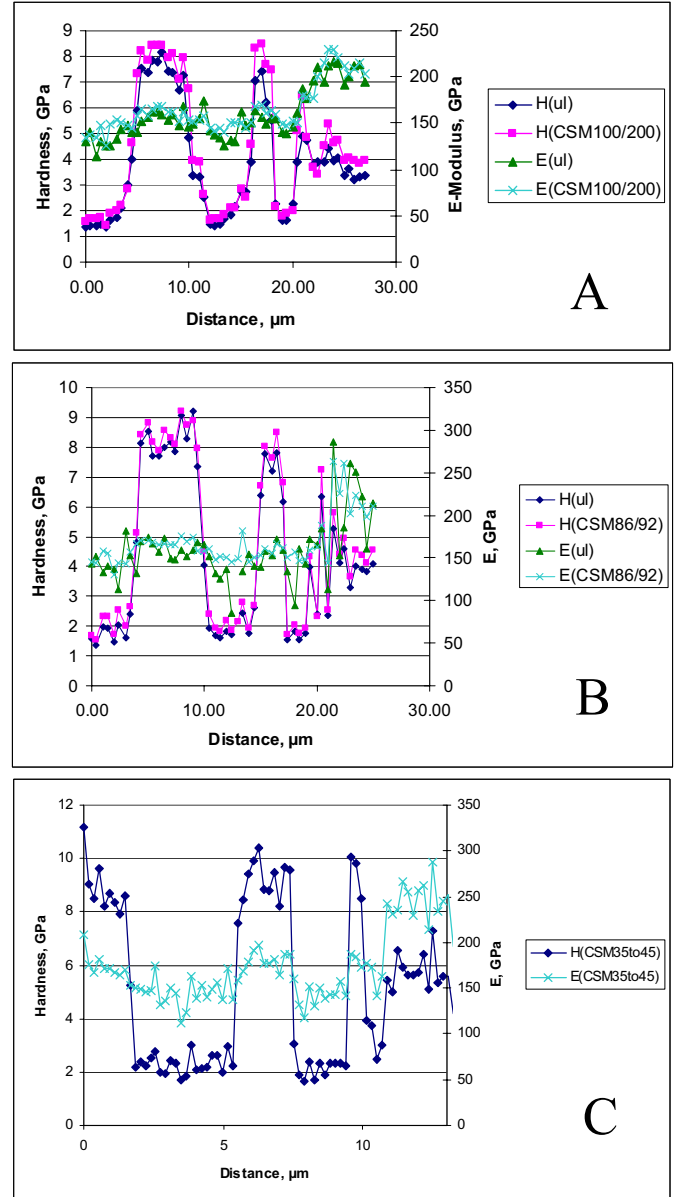 9
8
7
6
5
4
3
2
1
0
Hardness, GPa
250
200
150
100
50
0
E-Modulus, GPa
0.00 10.00 20.00 30.00
Distance, μm
H(ul)
H(CSM100/200)
E(ul)
E(CSM100/200)
A
10
9
8
7
6
5
4
3
2
1
0
Hardness, GPa
350
300
250
200
150
100
50
0
E, GPa
0.00 10.00 20.00 30.00
Distance, μm
H(ul)
H(CSM86/92)
E(ul)
E(CSM86/92)
B
12
10
8
6
4
2
0
Hardness, GPa
350
300
250
200
150
100
50
0
E, GPa
0 5 10
Distance, μm
H(CSM35to45)
E(CSM35to45)
C